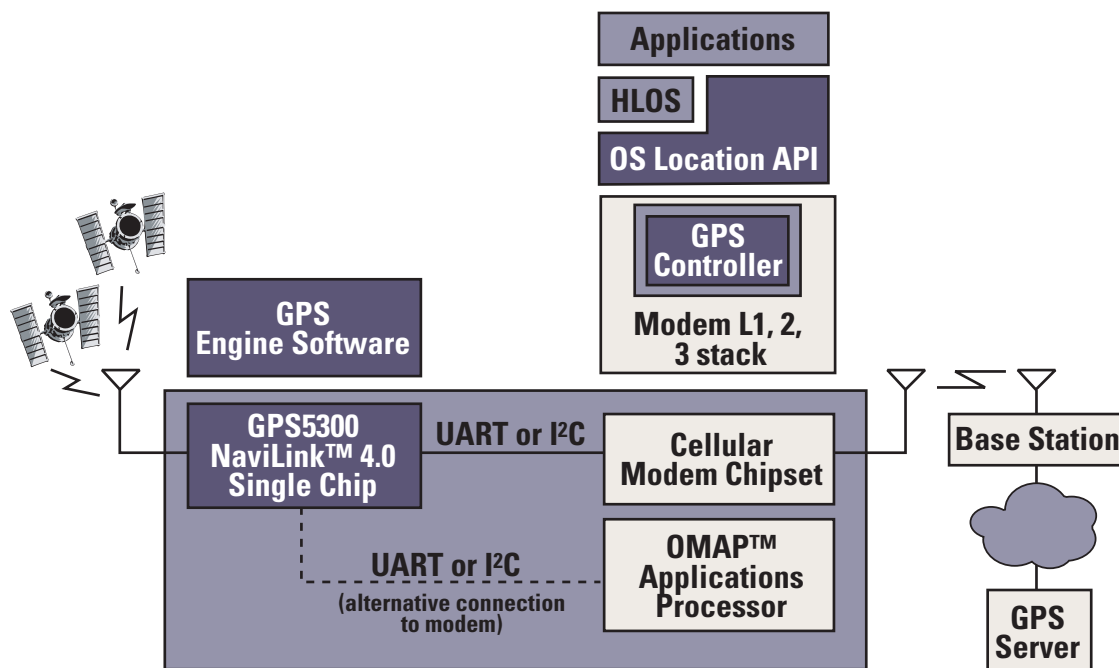 Applications
HLOS
OS Location API
GPS
Controller
Modem L1, 2,
3 stack
GPS
Engine Software
GPS5300
NaviLink™ 4.0
Single Chip
UART or I²C
Cellular
Modem Chipset
Base Station
UART or I²C
(alternative connection
to modem)
OMAP™
Applications
Processor
GPS
Server